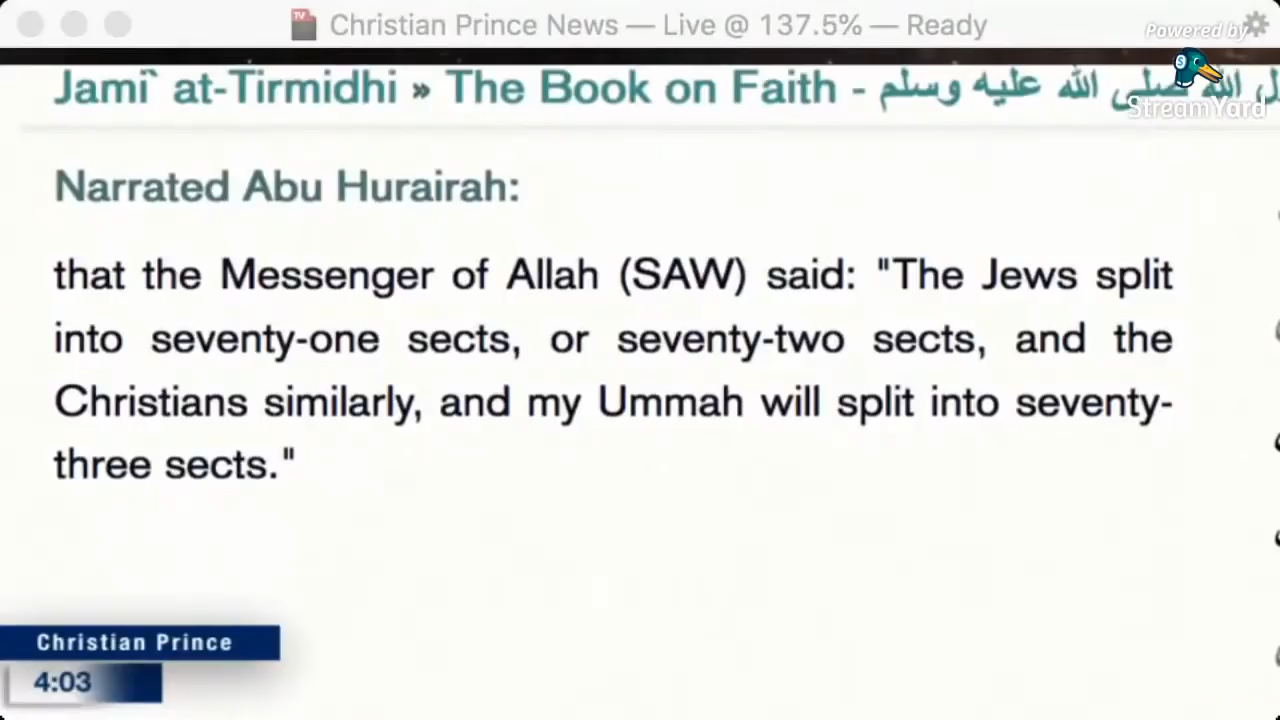 Christian Prince News — Live @ 137.5% — Ready
Powered by
StreamYard
Jami` at-Tirmidhi » The Book on Faith - ل الله صلى الله عليه وسلم
Narrated Abu Hurairah:
that the Messenger of Allah (SAW) said: "The Jews split
into seventy-one sects, or seventy-two sects, and the
Christians similarly, and my Ummah will split into seventy-
three sects."
Christian Prince
4:03